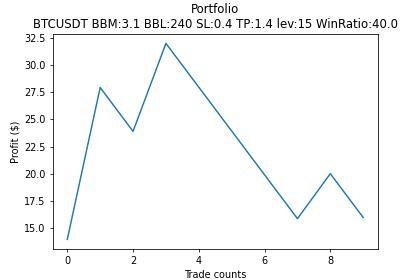 Portfolio
BTCUSDT BBM:3.1 BBL:240 SL:0.4 TP:1.4 lev:15 WinRatio:40.0
32.5
30.0
27.5
25.0
22.5
20.0
17.5
15.0
Profit ($)
0 2 4 6 8
Trade counts